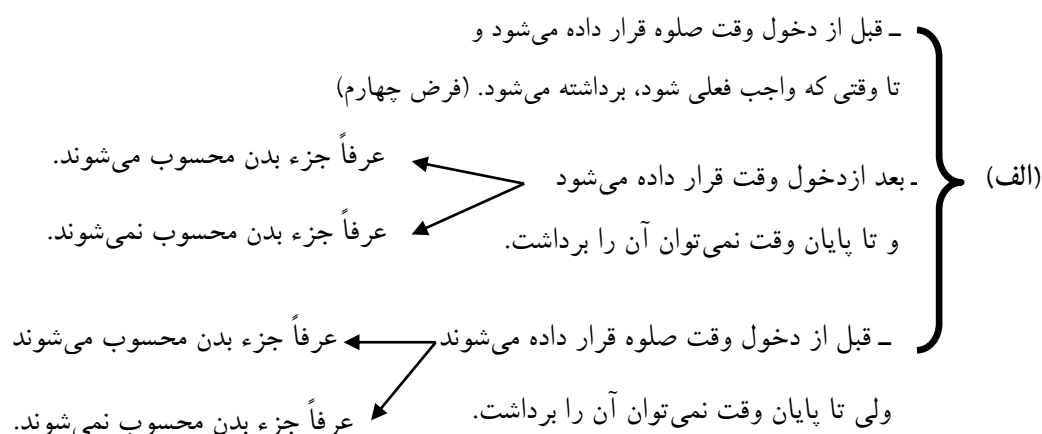 ـ قبل از دخول وقت صلوه قرار داده می‌شود و
تا وقتی که واجب فعلی شود، برداشته می‌شود. (فرض چهارم)
(الف)
ـ بعد ازدخول وقت قرار داده می‌شود
عرفاً جزء بدن محسوب می‌شوند.
و تا پایان وقت نمی‌توان آن را برداشت.
عرفاً جزء بدن محسوب نمی‌شوند.
ـ قبل از دخول وقت صلوه قرار داده می‌شوند
عرفاً جزء بدن محسوب می‌شوند
ولی تا پایان وقت نمی‌توان آن را برداشت.
عرفاً جزء بدن محسوب نمی‌شوند.